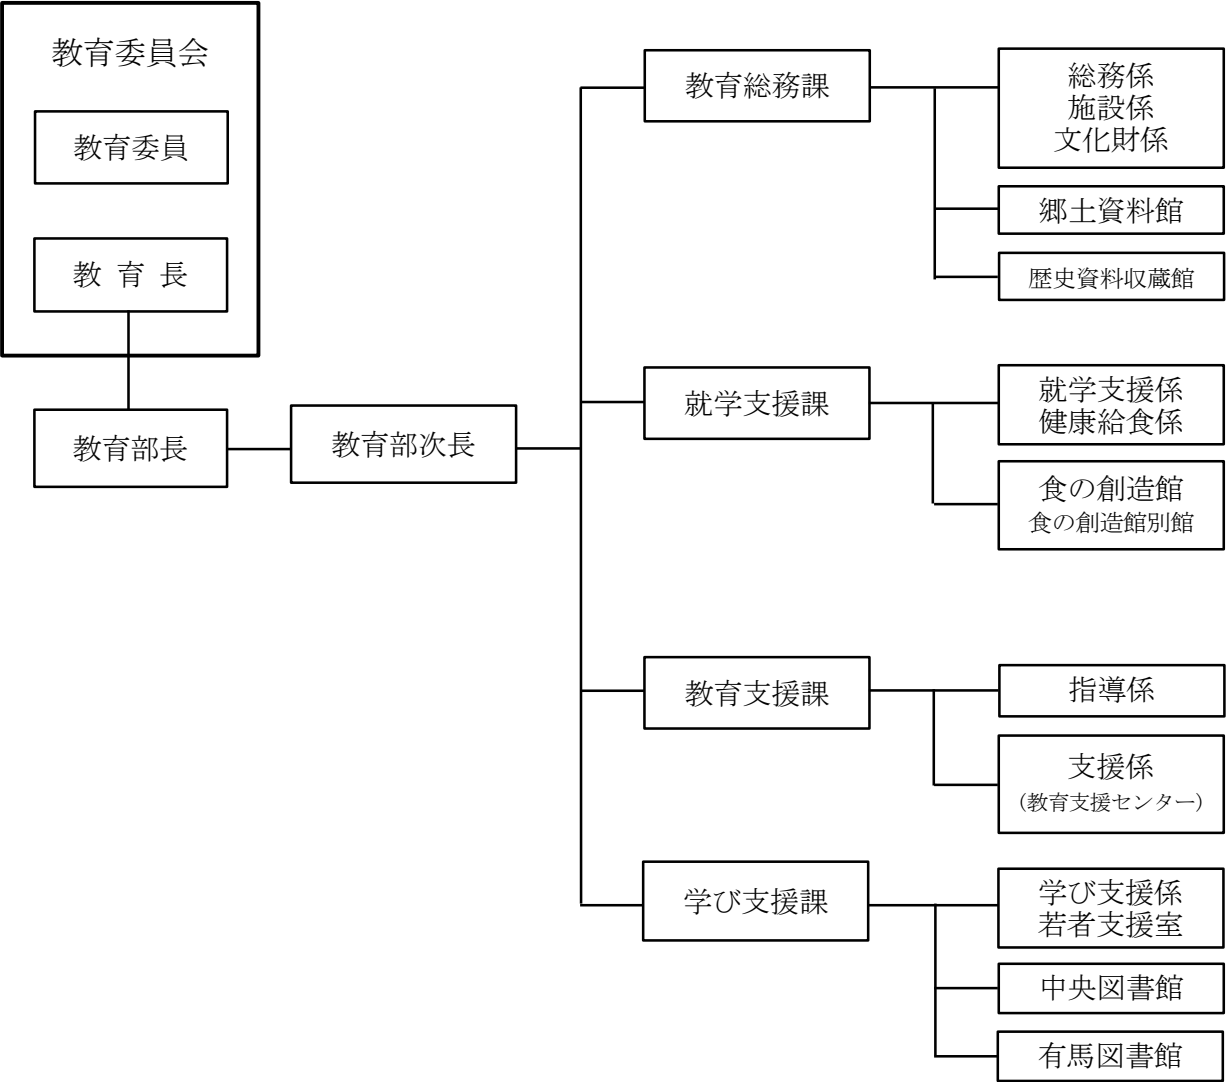 教育委員会
教育委員
教 育 長
教育部長
教育部次長
教育総務課
総務係
施設係
文化財係
郷土資料館
歴史資料収蔵館
就学支援課
就学支援係
健康給食係
食の創造館
食の創造館別館
教育支援課
指導係
支援係
（教育支援センター）
学び支援課
学び支援係
若者支援室
中央図書館
有馬図書館